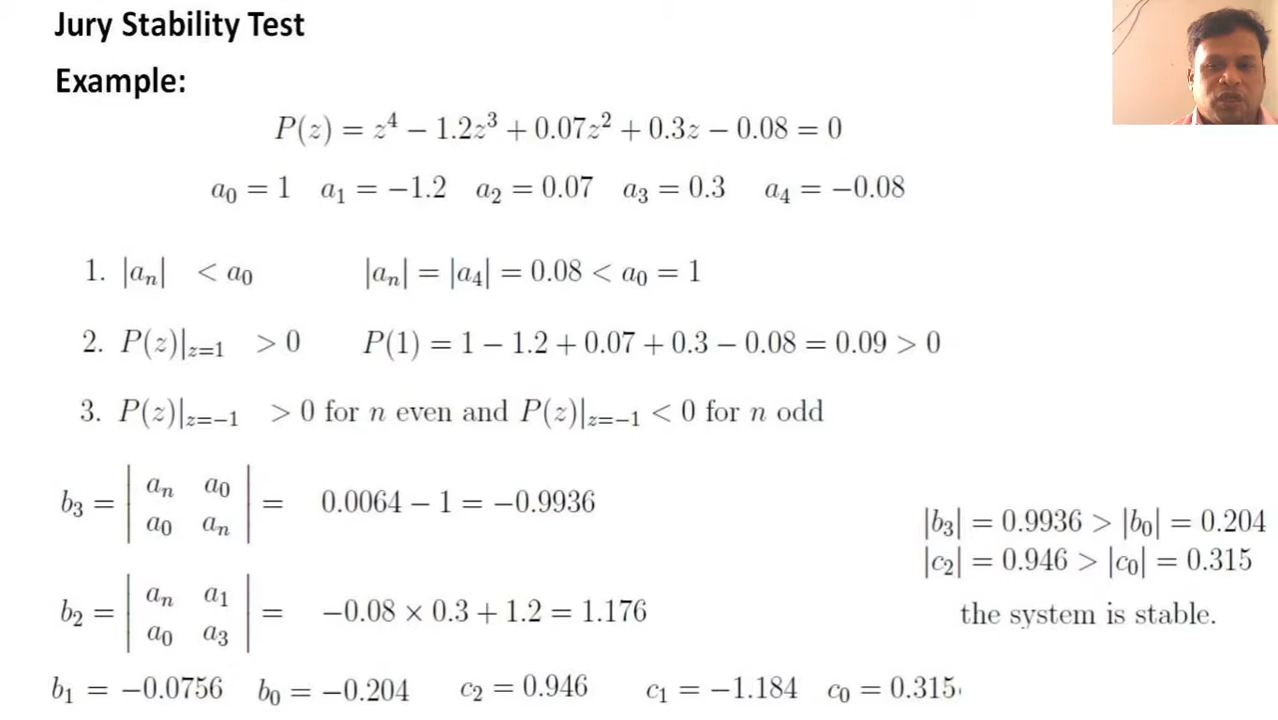 Jury Stability Test
Example:
P(z) = z⁴ − 1.2z³ + 0.07z² + 0.3z − 0.08 = 0
a₀ = 1 a₁ = −1.2 a₂ = 0.07 a₃ = 0.3 a₄ = −0.08
1. |aₙ| < a₀ |aₙ| = |a₄| = 0.08 < a₀ = 1
2. P(z)|z=1 > 0 P(1) = 1 − 1.2 + 0.07 + 0.3 − 0.08 = 0.09 > 0
3. P(z)|z=−1 > 0 for n even and P(z)|z=−1 < 0 for n odd
b₃ = | aₙ a₀ | = 0.0064 − 1 = −0.9936
| a₀ aₙ |
b₂ = | aₙ a₁ | = −0.08 × 0.3 + 1.2 = 1.176
| a₀ a₃ |
b₁ = −0.0756 b₀ = −0.204 c₂ = 0.946 c₁ = −1.184 c₀ = 0.315
|b₃| = 0.9936 > |b₀| = 0.204
|c₂| = 0.946 > |c₀| = 0.315
the system is stable.